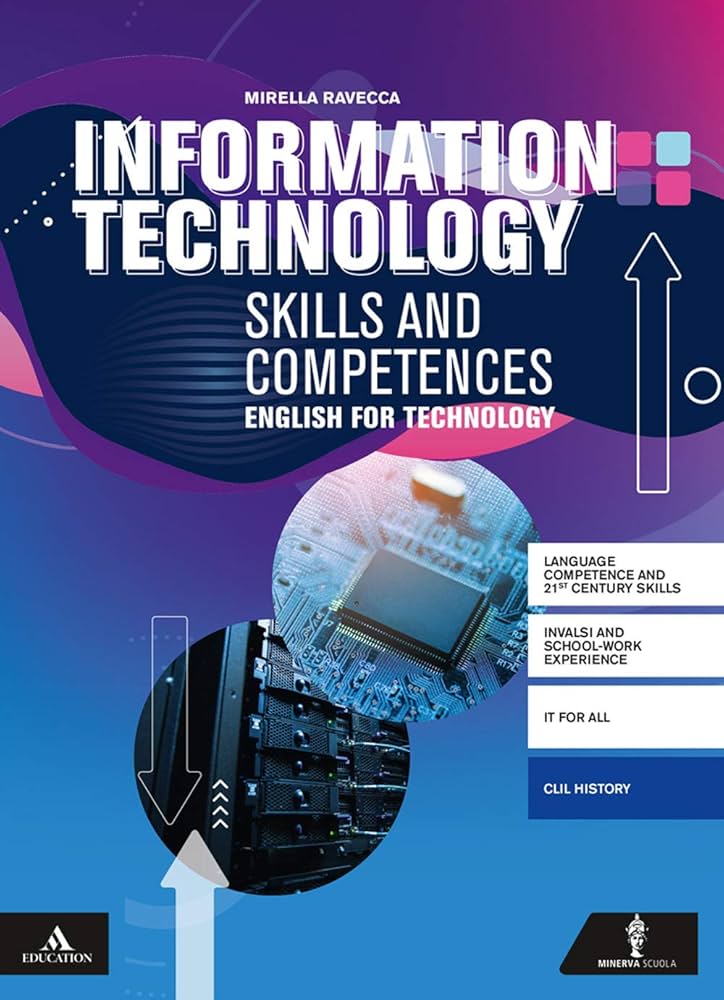 MIRELLA RAVECCA
INFORMATION
TECHNOLOGY
SKILLS AND
COMPETENCES
ENGLISH FOR TECHNOLOGY
LANGUAGE
COMPETENCE AND
21ST CENTURY SKILLS
INVALSI AND
SCHOOL-WORK
EXPERIENCE
IT FOR ALL
CLIL HISTORY
EDUCATION
MINERVA SCUOLA